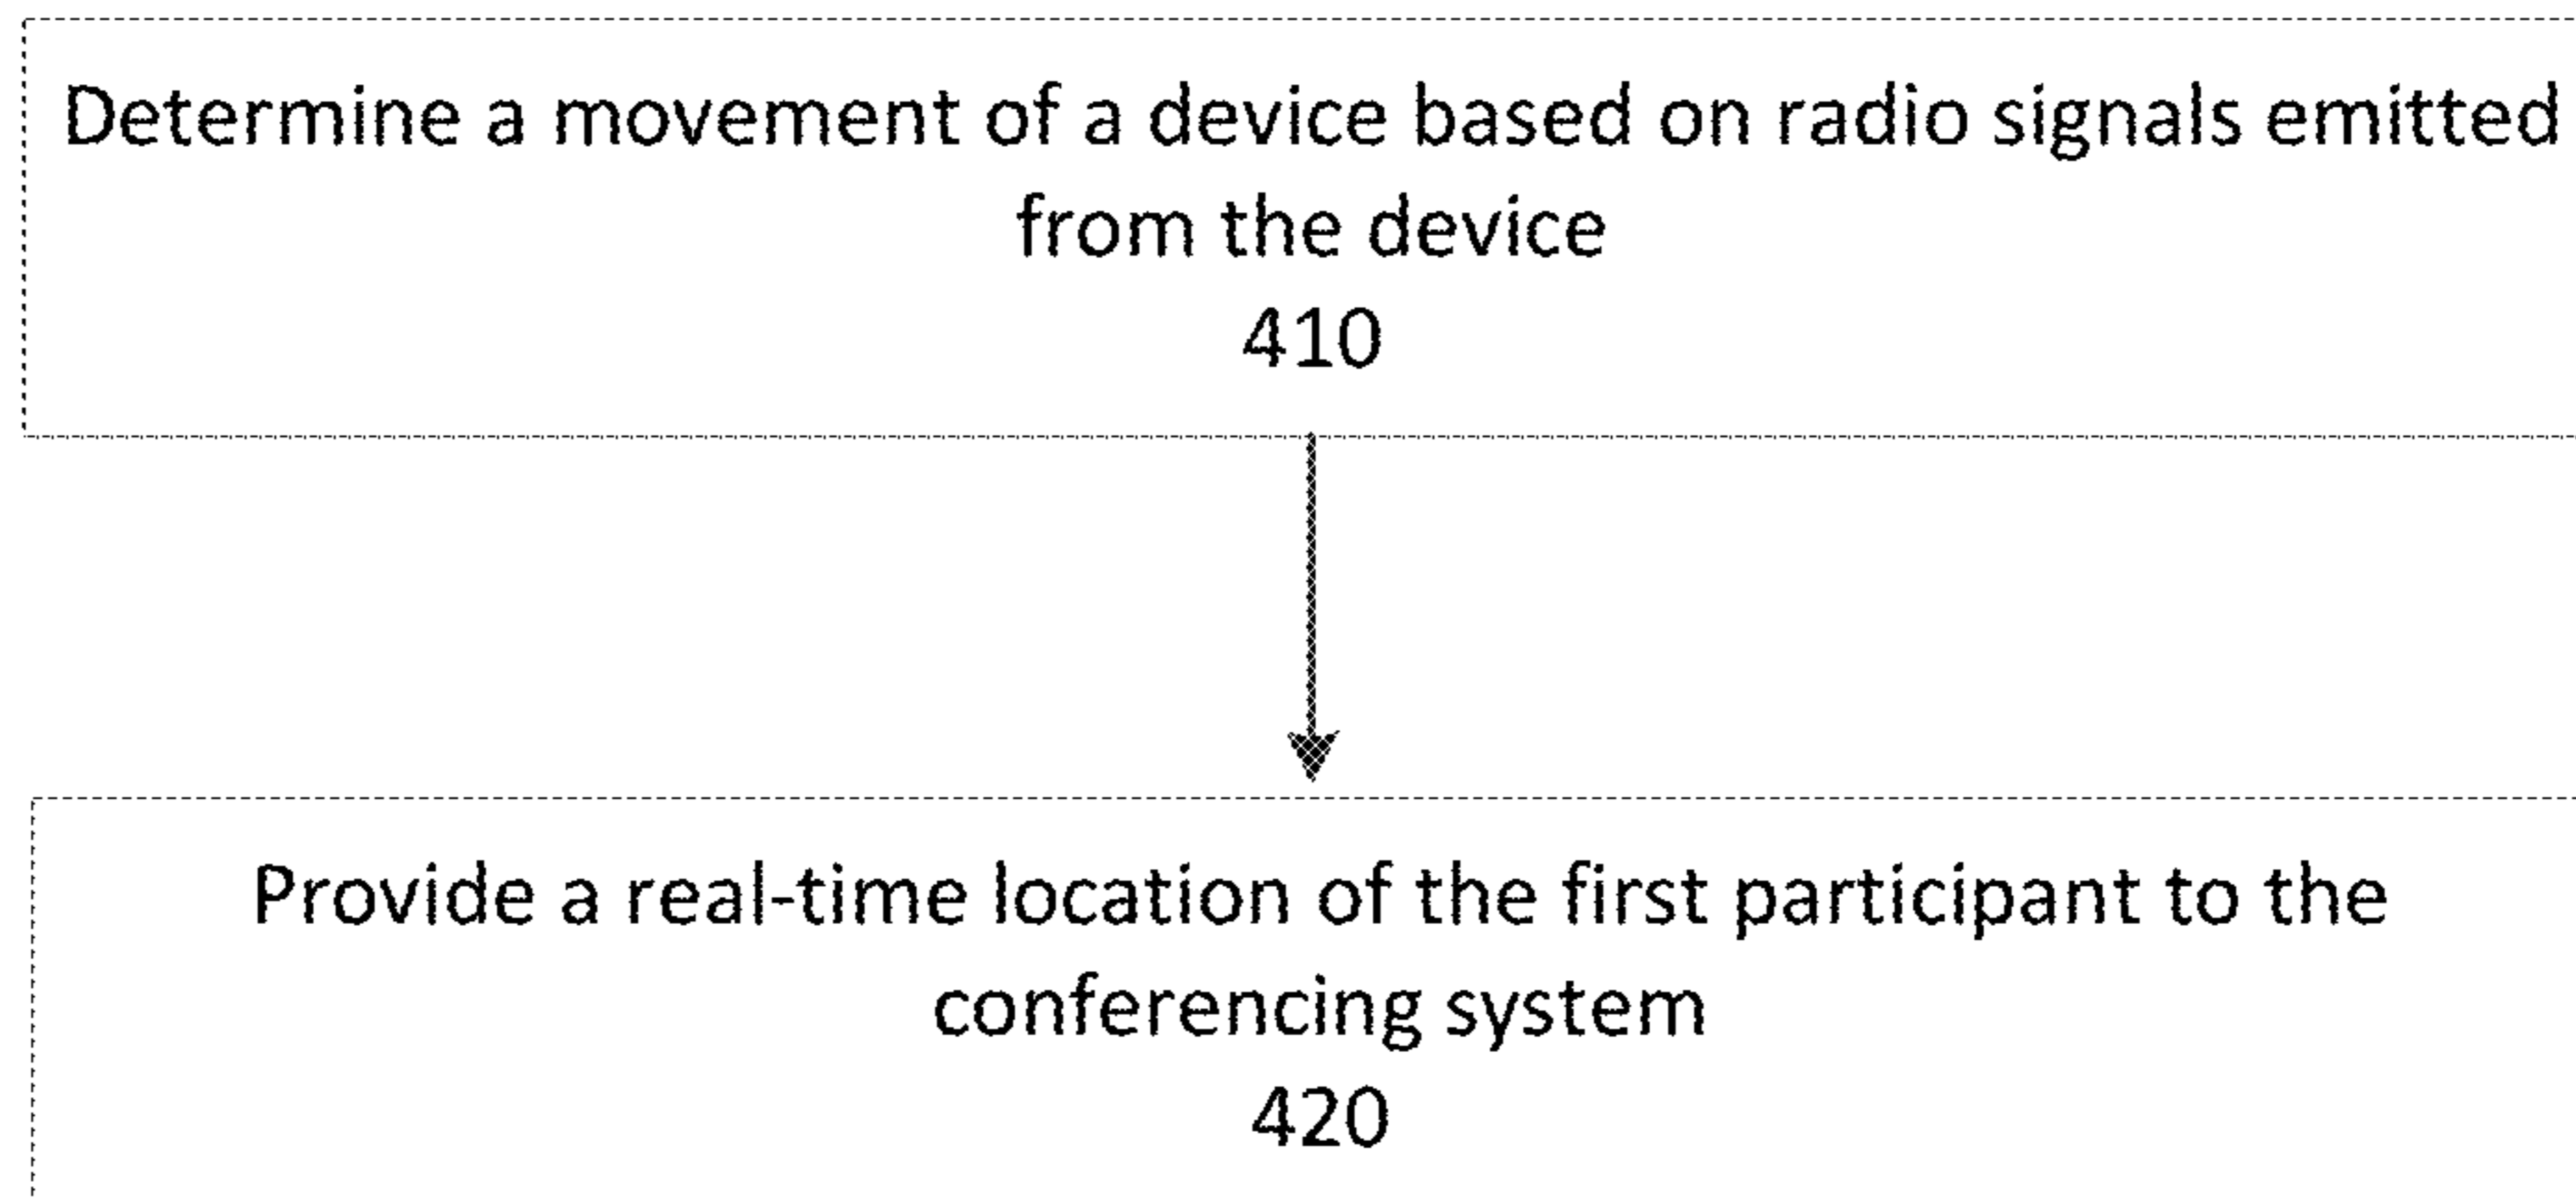 Determine a movement of a device based on radio signals emitted
from the device
410
Provide a real-time location of the first participant to the
conferencing system
420